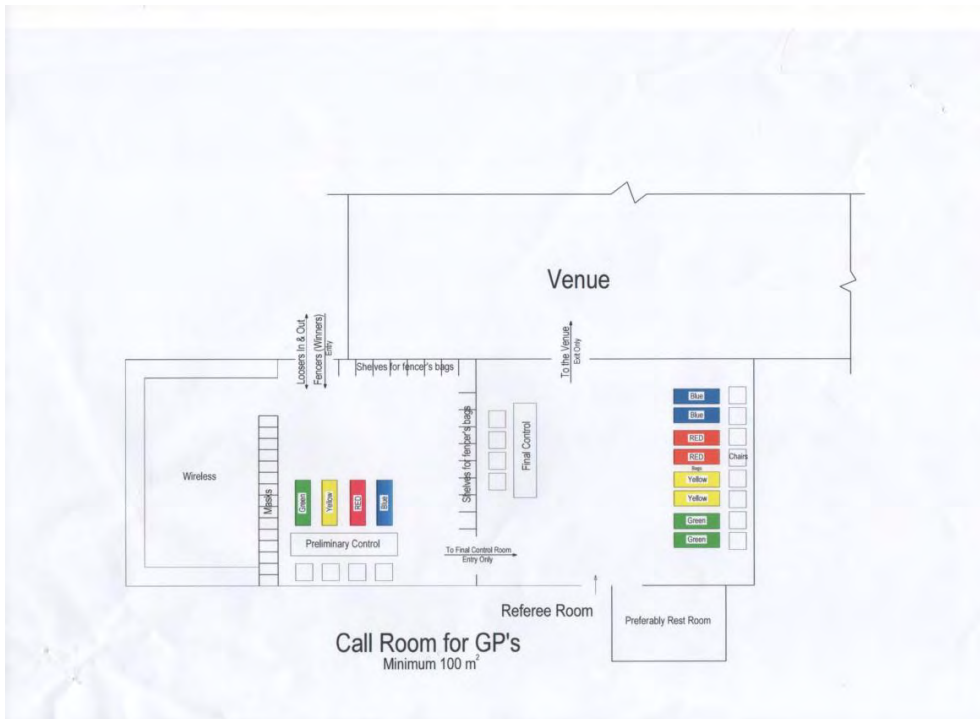 Venue
Loosers In & Out
Fencers (Winners)
Entry
To the Venue
Exit Only
Shelves for fencer's bags
Shelves for fencer's bags
Final Control
Blue
Blue
RED
RED
Chairs
Bags
Yellow
Yellow
Green
Green
Wireless
Masks
Green
Yellow
RED
Blue
Preliminary Control
To Final Control Room
Entry Only
Referee Room
Preferably Rest Room
Call Room for GP's
Minimum 100 m²